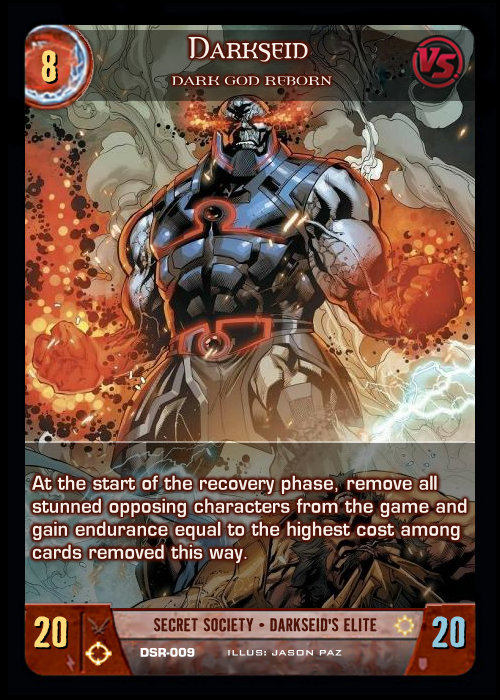 8
DARKSEID
VS.
DARK GOD REBORN
At the start of the recovery phase, remove all
stunned opposing characters from the game and
gain endurance equal to the highest cost among
cards removed this way.
20
SECRET SOCIETY • DARKSEID'S ELITE
20
DSR-009 ILLUS: JASON PAZ